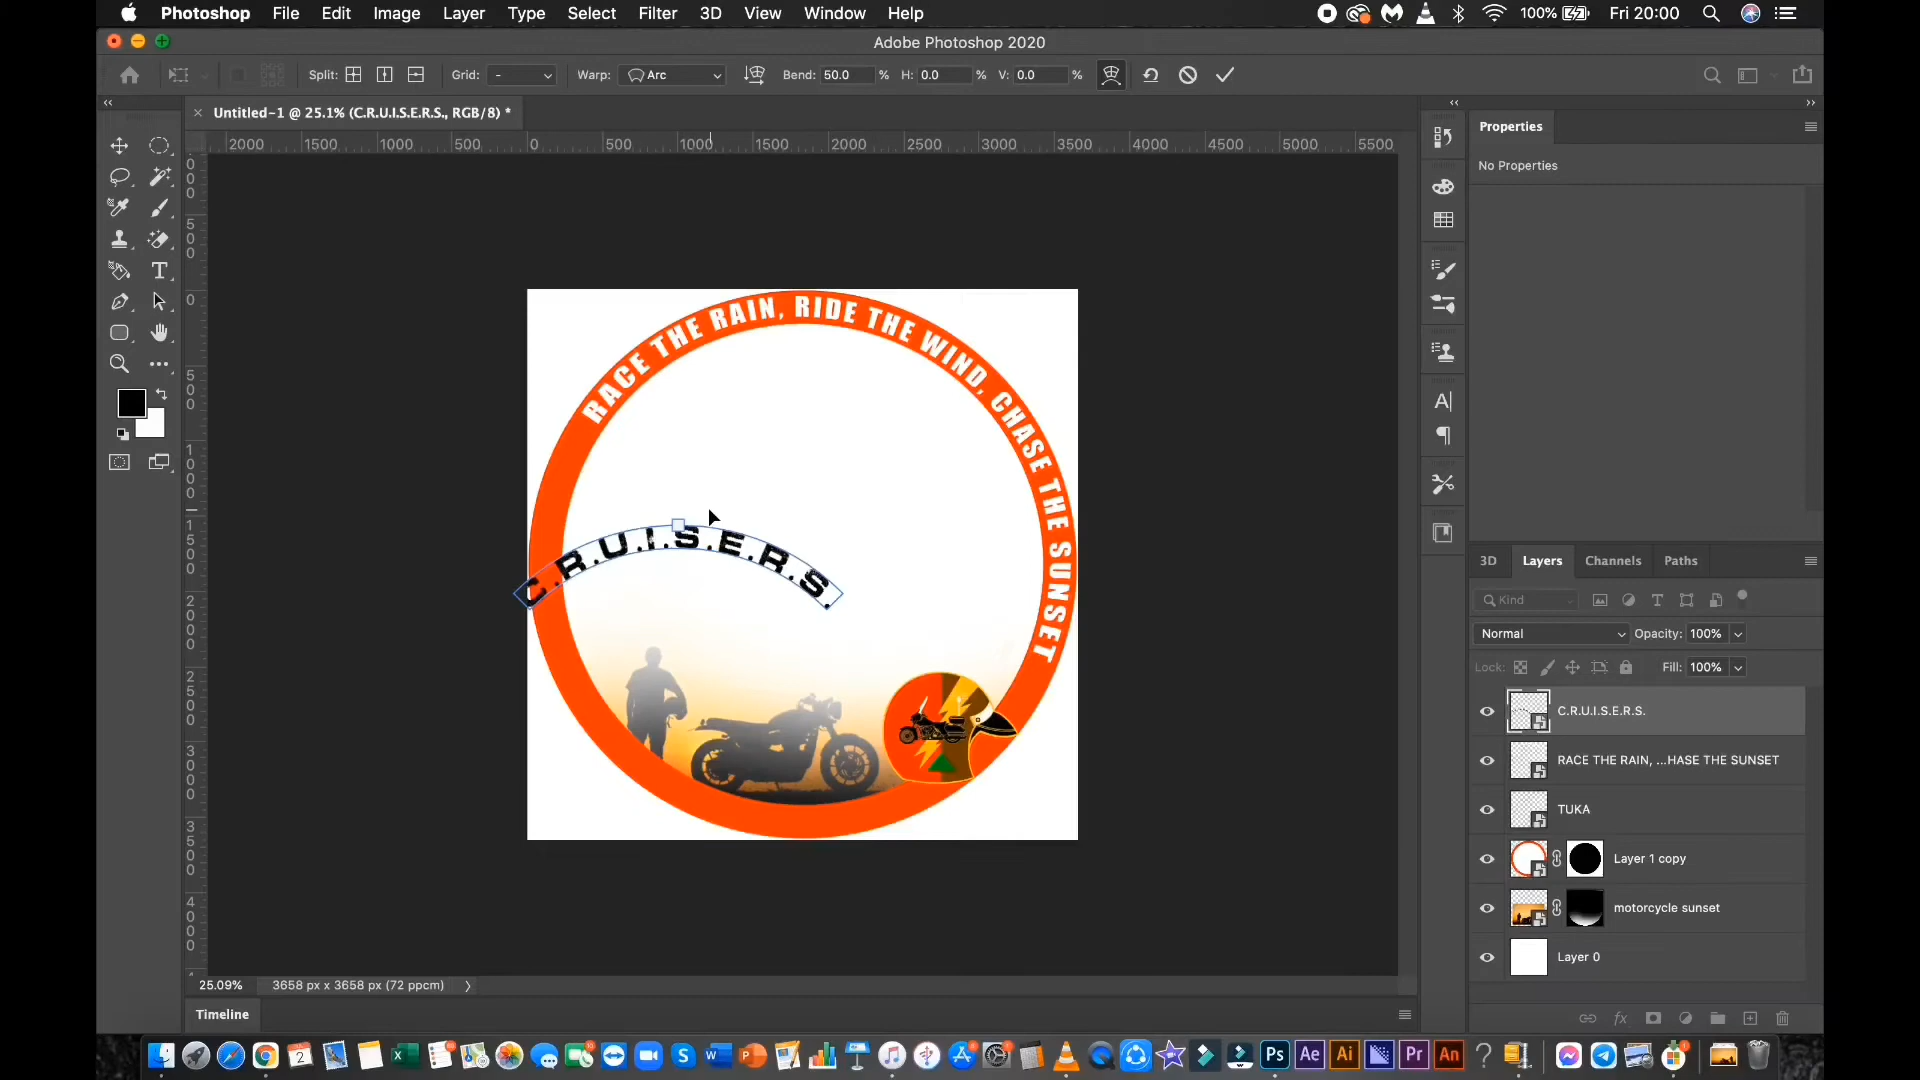 Photoshop File Edit Image Layer Type Select Filter 3D View Window Help 100% Fri 20:00
Adobe Photoshop 2020
Split: Grid: - Warp: Arc Bend: 50.0 % H: 0.0 % V: 0.0 %
Untitled-1 @ 25.1% (C.R.U.I.S.E.R.S., RGB/8) *
2000 1500 1000 500 0 500 1000 1500 2000 2500 3000 3500 4000 4500 5000 5500
RACE THE RAIN, RIDE THE WIND, CHASE THE SUNSET
C.R.U.I.S.E.R.S.
Properties
No Properties
3D Layers Channels Paths
Kind
Normal Opacity: 100%
Lock: Fill: 100%
C.R.U.I.S.E.R.S.
RACE THE RAIN, ...HASE THE SUNSET
TUKA
Layer 1 copy
motorcycle sunset
Layer 0
25.09% 3658 px x 3658 px (72 ppcm)
Timeline
Ps Ae Ai Pr An